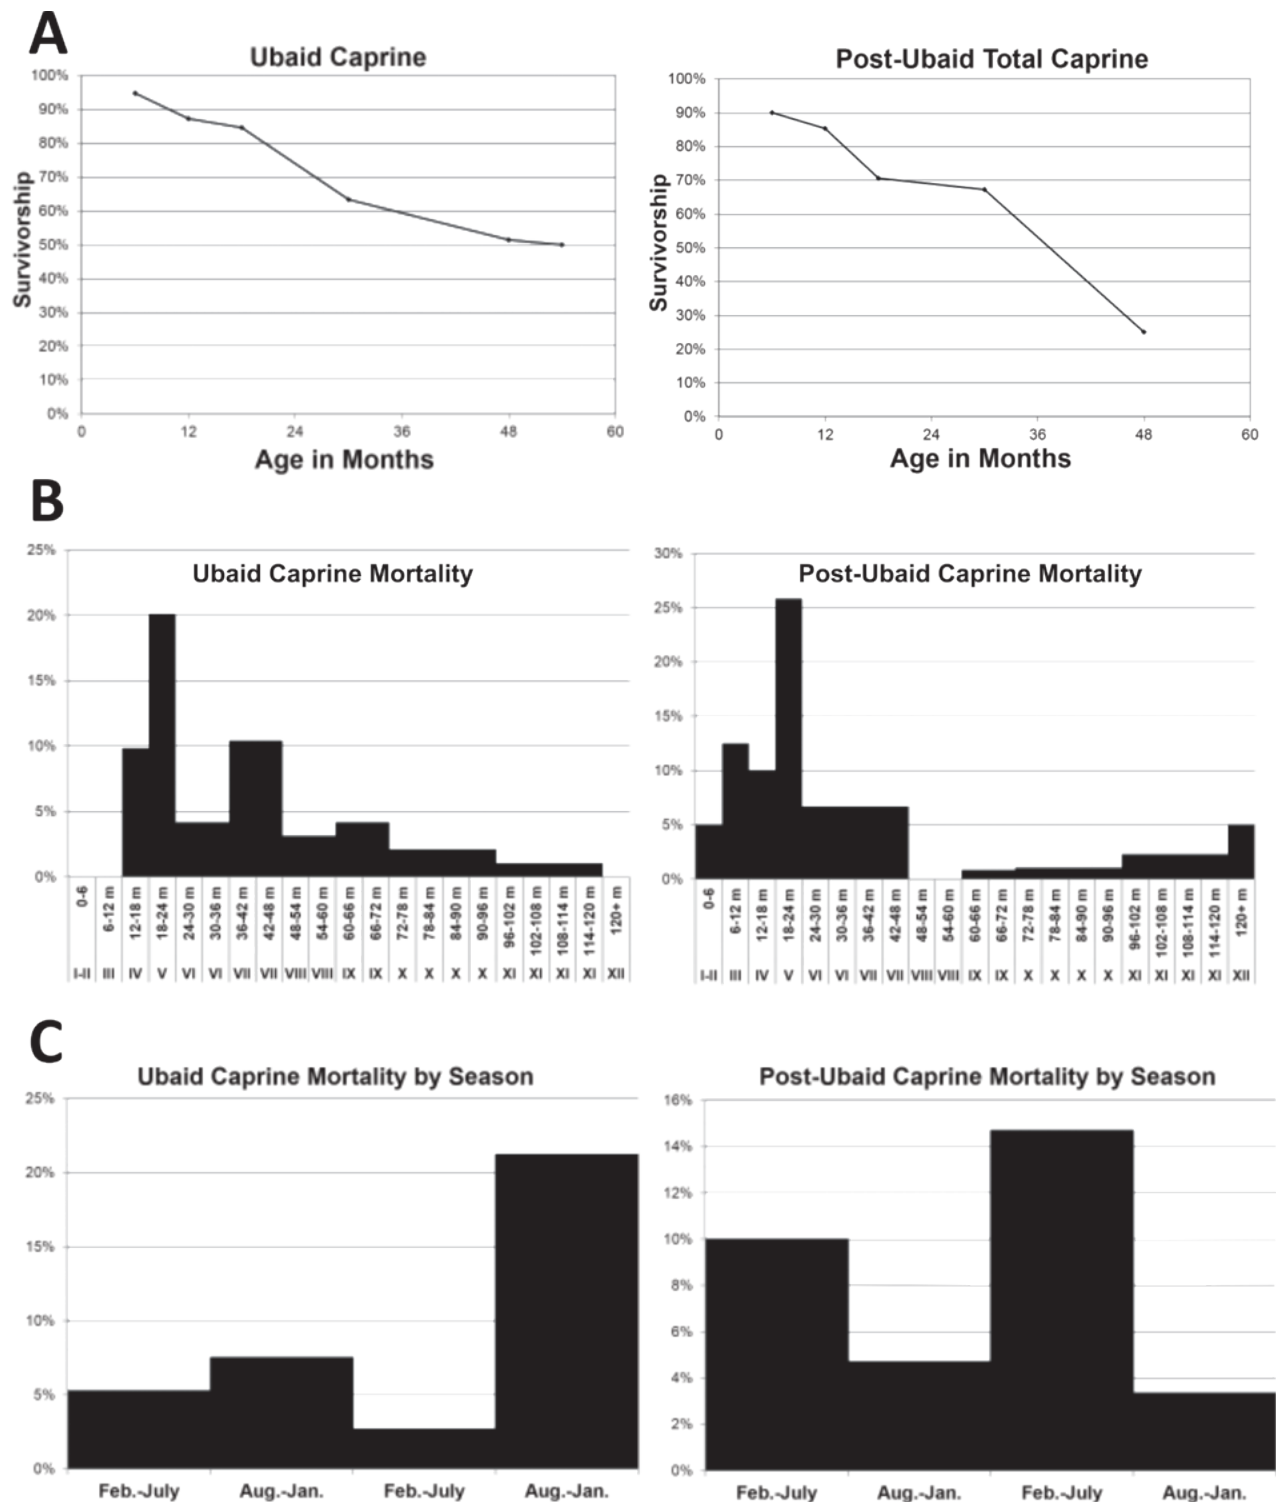 A
Ubaid Caprine
100%
90%
80%
70%
60%
50%
40%
30%
20%
10%
0%
Survivorship
0 12 24 36 48 60
Age in Months
Post-Ubaid Total Caprine
100%
90%
80%
70%
60%
50%
40%
30%
20%
10%
0%
Survivorship
0 12 24 36 48 60
Age in Months
B
Ubaid Caprine Mortality
25%
20%
15%
10%
5%
0%
0-6 6-12 m 12-18 m 18-24 m 24-30 m 30-36 m 36-42 m 42-48 m 48-54 m 54-60 m 60-66 m 66-72 m 72-78 m 78-84 m 84-90 m 90-96 m 96-102 m 102-108 m 108-114 m 114-120 m 120+ m
I-II III IV V VI VI VII VII VIII VIII IX IX X X X X XI XI XI XI XII
Post-Ubaid Caprine Mortality
30%
25%
20%
15%
10%
5%
0%
0-6 6-12 m 12-18 m 18-24 m 24-30 m 30-36 m 36-42 m 42-48 m 48-54 m 54-60 m 60-66 m 66-72 m 72-78 m 78-84 m 84-90 m 90-96 m 96-102 m 102-108 m 108-114 m 114-120 m 120+ m
I-II III IV V VI VI VII VII VIII VIII IX IX X X X X XI XI XI XI XII
C
Ubaid Caprine Mortality by Season
25%
20%
15%
10%
5%
0%
Feb.-July Aug.-Jan. Feb.-July Aug.-Jan.
Post-Ubaid Caprine Mortality by Season
16%
14%
12%
10%
8%
6%
4%
2%
0%
Feb.-July Aug.-Jan. Feb.-July Aug.-Jan.